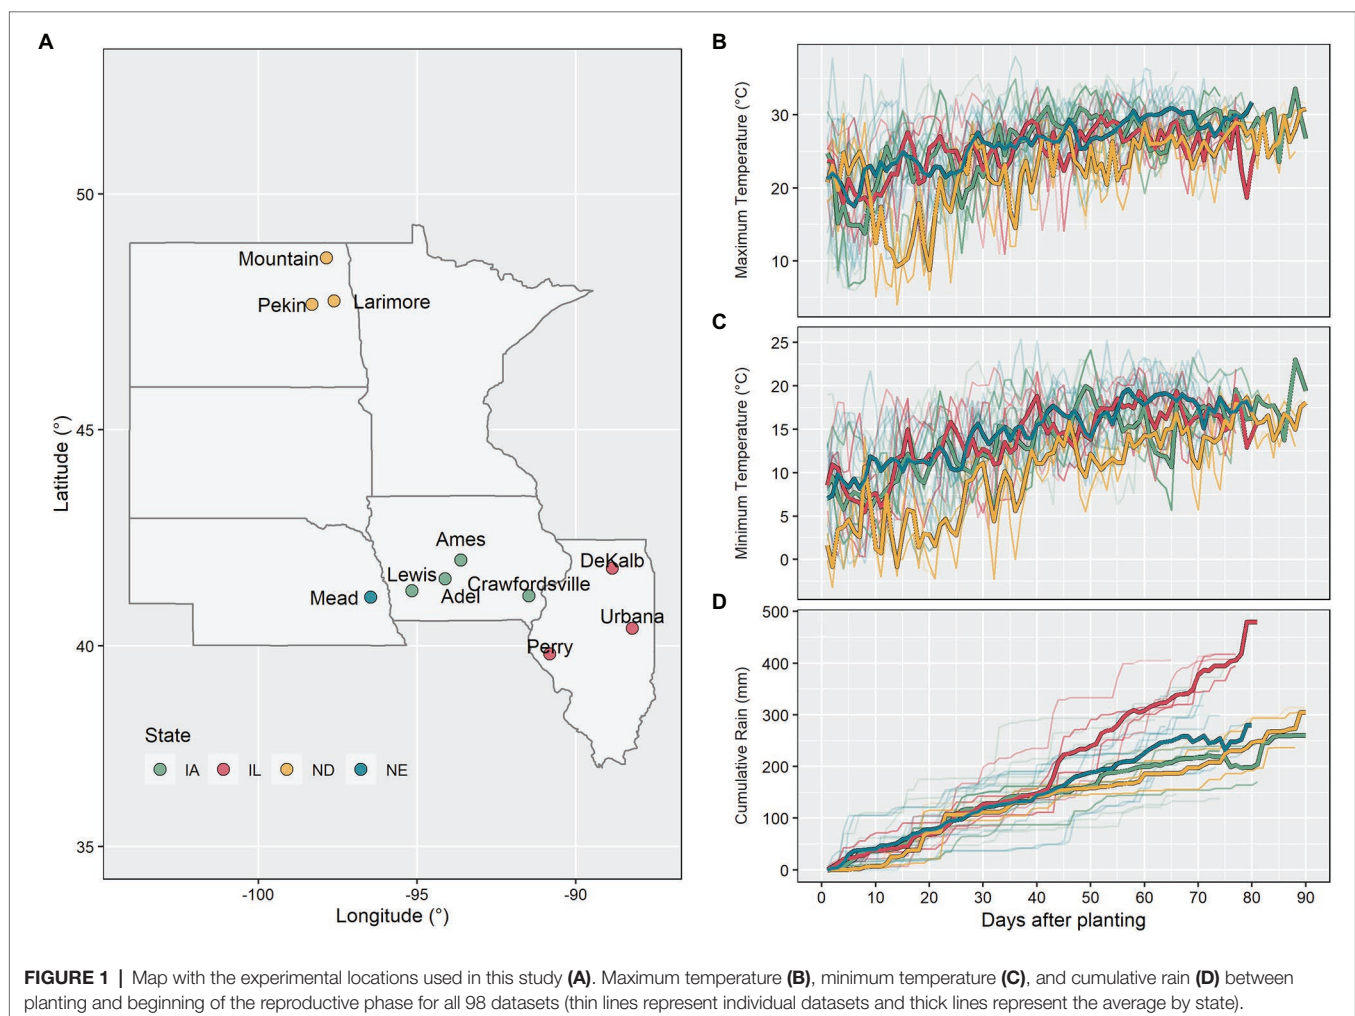 A
50
45
40
35
Latitude (°)
-100
-95
-90
Longitude (°)
Mountain
Pekin
Larimore
Ames
Lewis
Adel
Crawfordsville
Mead
DeKalb
Urbana
Perry
State
IA IL ND NE
B
Maximum Temperature (°C)
30
20
10
C
Minimum Temperature (°C)
25
20
15
10
5
0
D
Cumulative Rain (mm)
500
400
300
200
100
0
0 10 20 30 40 50 60 70 80 90
Days after planting
FIGURE 1 | Map with the experimental locations used in this study (A). Maximum temperature (B), minimum temperature (C), and cumulative rain (D) between
planting and beginning of the reproductive phase for all 98 datasets (thin lines represent individual datasets and thick lines represent the average by state).